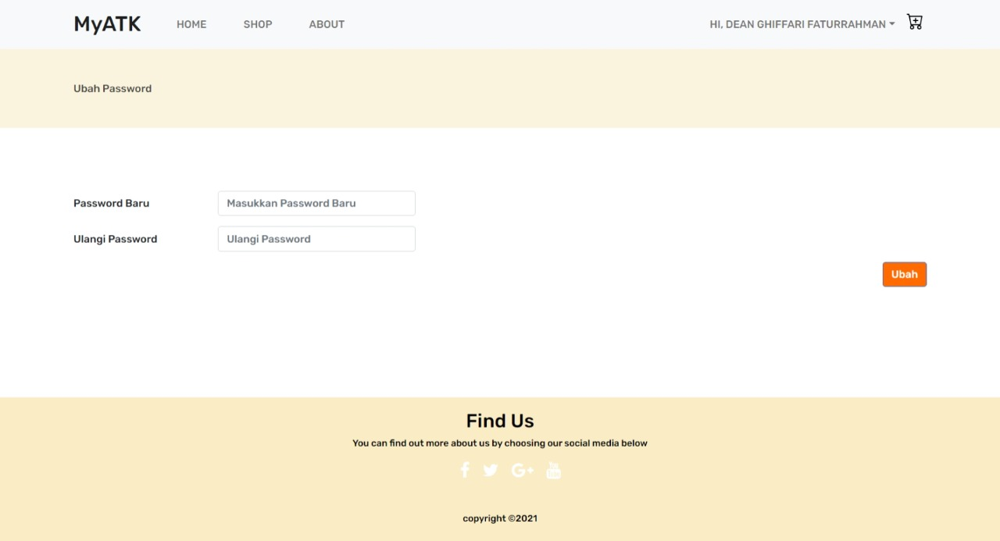 MyATK HOME SHOP ABOUT HI, DEAN GHIFFARI FATURRAHMAN
Ubah Password
Password Baru Masukkan Password Baru
Ulangi Password Ulangi Password
Ubah
Find Us
You can find out more about us by choosing our social media below
copyright ©2021